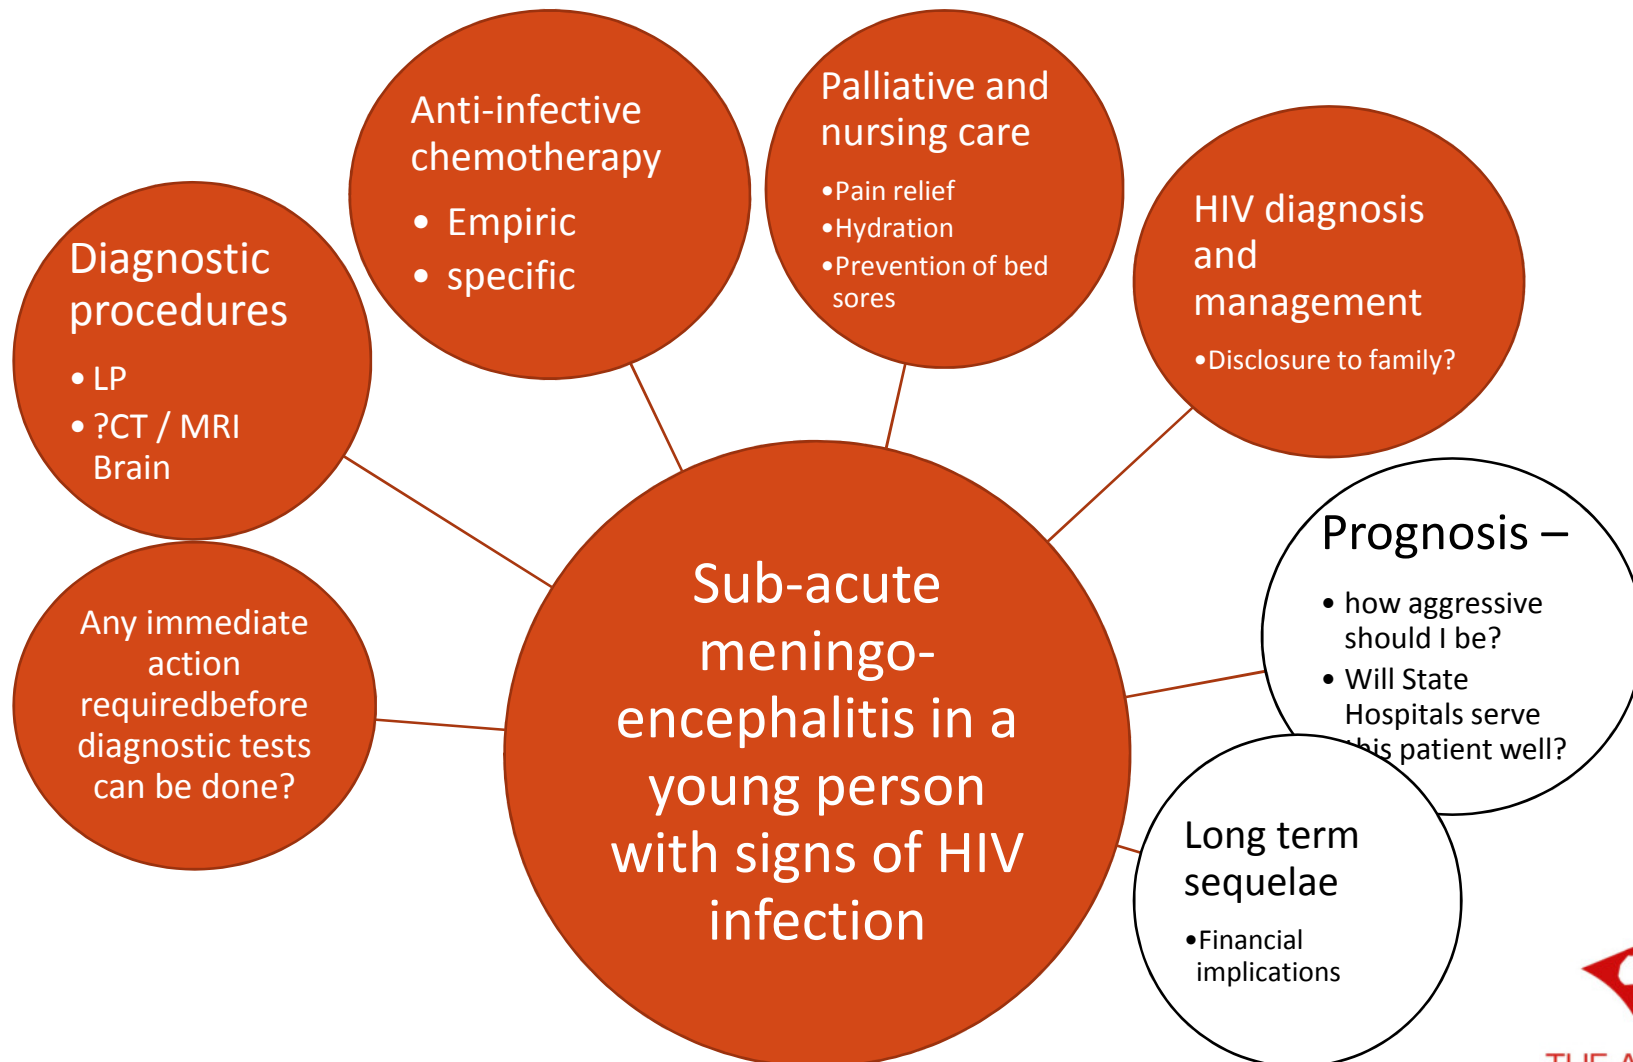 Anti-infective
chemotherapy
• Empiric
• specific
Palliative and
nursing care
•Pain relief
•Hydration
•Prevention of bed
sores
HIV diagnosis
and
management
•Disclosure to family?
Diagnostic
procedures
• LP
• ?CT / MRI
Brain
Any immediate
action
requiredbefore
diagnostic tests
can be done?
Sub-acute
meningo-
encephalitis in a
young person
with signs of HIV
infection
Prognosis –
• how aggressive
should I be?
• Will State
Hospitals serve
this patient well?
Long term
sequelae
•Financial
implications
THE A